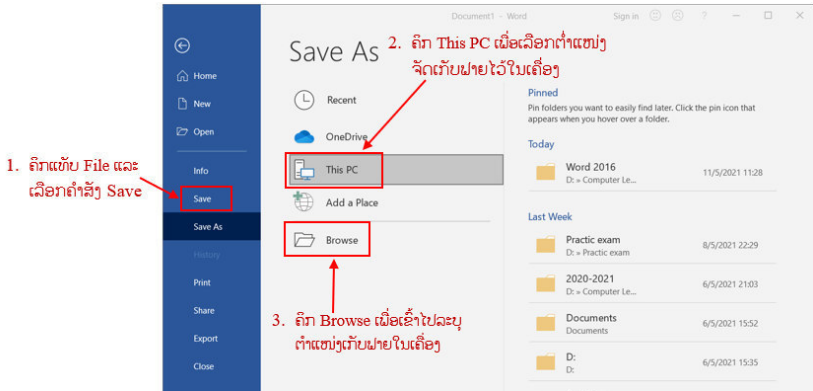 Document1 - Word
Sign in
?
Save As
Home
New
Open
Info
Save
Save As
History
Print
Share
Export
Close
1. ຄິກແທັບ File ແລະ
ເລືອກຄຳສັ່ງ Save
2. ຄິກ This PC ເພື່ອເລືອກຕຳແໜ່ງ
ຈັດເກັບຟາຍໄວ້ໃນເຄື່ອງ
Recent
OneDrive
This PC
Add a Place
Browse
3. ຄິກ Browse ເພື່ອເຂົ້າໄປລະບຸ
ຕຳແໜ່ງເກັບຟາຍໃນເຄື່ອງ
Pinned
Pin folders you want to easily find later. Click the pin icon that
appears when you hover over a folder.
Today
Word 2016 11/5/2021 11:28
D: » Computer Le...
Last Week
Practic exam 8/5/2021 22:29
D: » Practic exam
2020-2021 6/5/2021 21:03
D: » Computer Le...
Documents 6/5/2021 15:52
Documents
D: 6/5/2021 15:35
D: